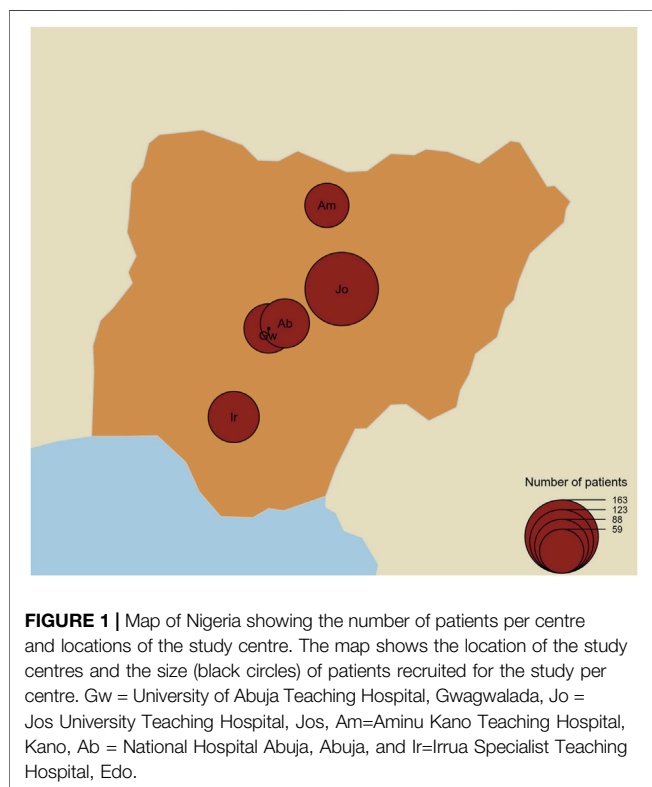 Am
Jo
Ab
Gw
Ir
Number of patients
163
123
88
59
FIGURE 1 | Map of Nigeria showing the number of patients per centre
and locations of the study centre. The map shows the location of the study
centres and the size (black circles) of patients recruited for the study per
centre. Gw = University of Abuja Teaching Hospital, Gwagwalada, Jo =
Jos University Teaching Hospital, Jos, Am=Aminu Kano Teaching Hospital,
Kano, Ab = National Hospital Abuja, Abuja, and Ir=Irrua Specialist Teaching
Hospital, Edo.